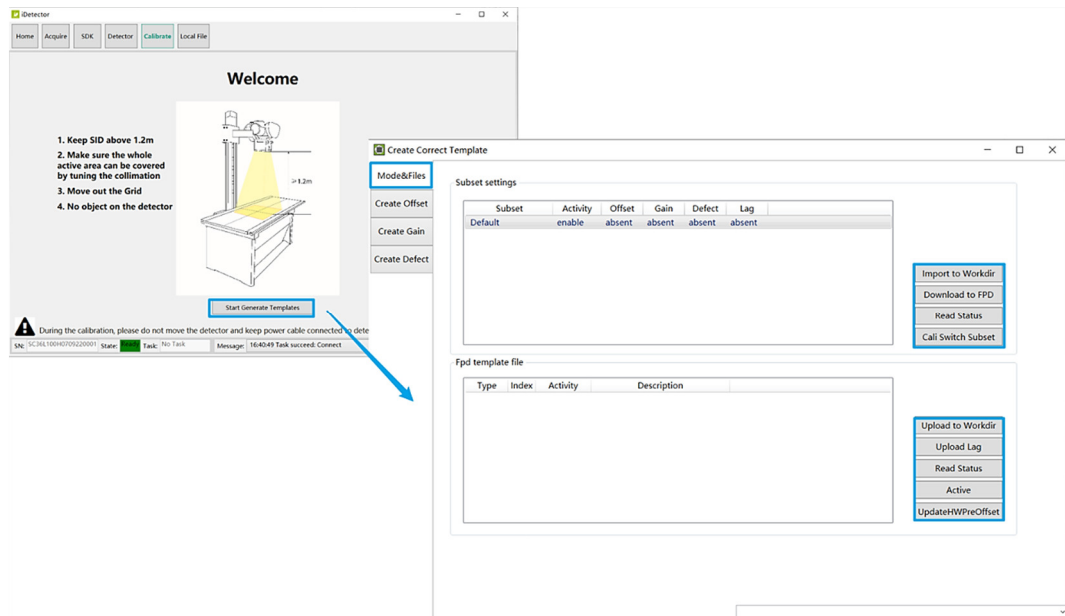 iDetector
Home Acquire SDK Detector Calibrate Local File
Welcome
1. Keep SID above 1.2m
2. Make sure the whole
active area can be covered
by tuning the collimation
3. Move out the Grid
4. No object on the detector
≥1.2m
Start Generate Templates
During the calibration, please do not move the detector and keep power cable connected to dete
SN: SC36L100H0709220001 State: Ready Task: No Task Message: 16:40:49 Task succeed: Connect
Create Correct Template
Mode&Files
Create Offset
Create Gain
Create Defect
Subset settings
Subset Activity Offset Gain Defect Lag
Default enable absent absent absent absent
Import to Workdir
Download to FPD
Read Status
Cali Switch Subset
Fpd template file
Type Index Activity Description
Upload to Workdir
Upload Lag
Read Status
Active
UpdateHWPreOffset